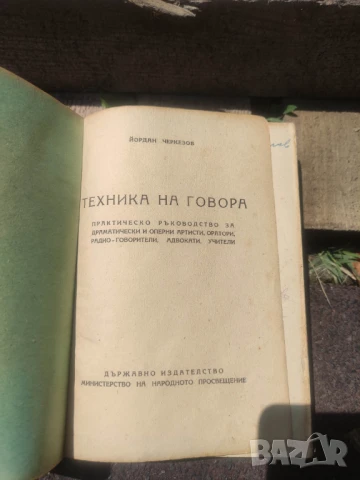 ЙОРДАН ЧЕРКЕЗОВ
ТЕХНИКА НА ГОВОРА
ПРАКТИЧЕСКО РЪКОВОДСТВО ЗА
ДРАМАТИЧЕСКИ И ОПЕРНИ АРТИСТИ, ОРАТОРИ,
РАДИО-ГОВОРИТЕЛИ, АДВОКАТИ, УЧИТЕЛИ
ДЪРЖАВНО ИЗДАТЕЛСТВО
МИНИСТЕРСТВО НА НАРОДНОТО ПРОСВЕЩЕНИЕ
BAZAR
bg